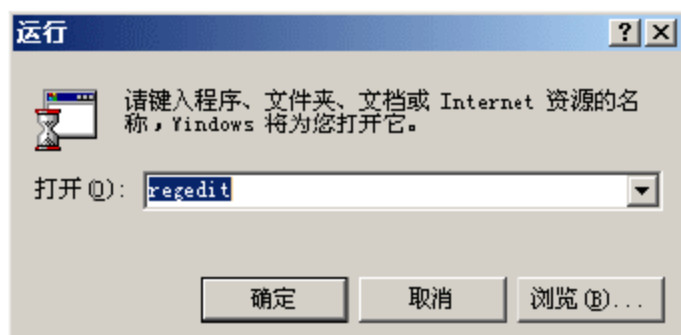 运行
请键入程序、文件夹、文档或 Internet 资源的名
称，Windows 将为您打开它。
打开(O): regedit
确定 取消 浏览(B)...